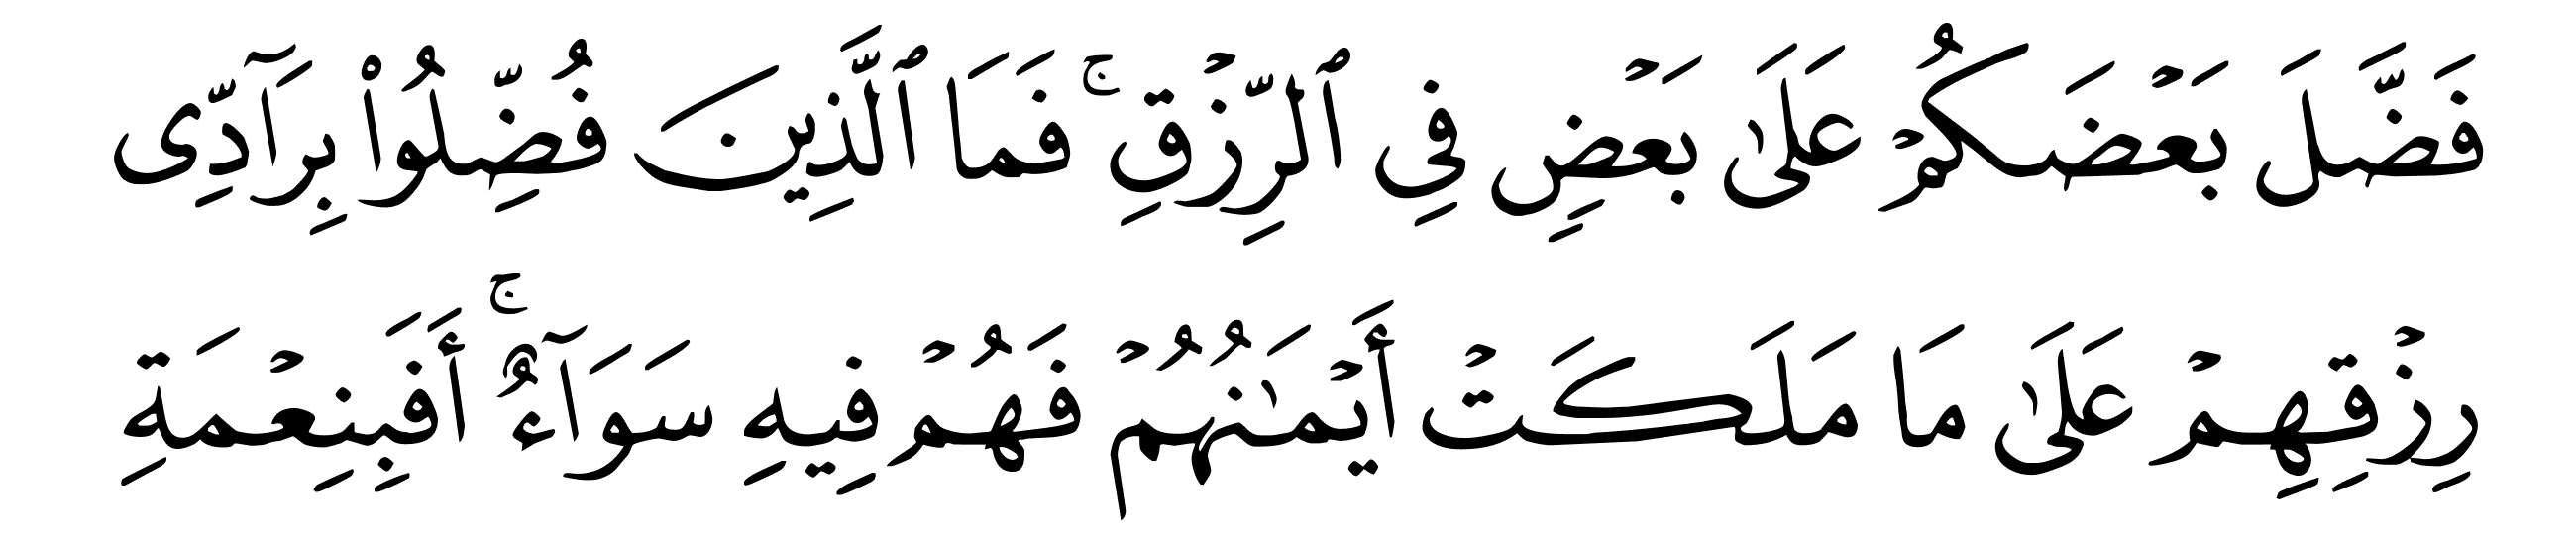 فَضَّلَ بَعْضَكُمْ عَلَىٰ بَعْضٍ فِي ٱلرِّزْقِ ۚ فَمَا ٱلَّذِينَ فُضِّلُوا۟ بِرَآدِّى
رِزْقِهِمْ عَلَىٰ مَا مَلَكَتْ أَيْمَـٰنُهُمْ فَهُمْ فِيهِ سَوَآءٌ ۚ أَفَبِنِعْمَةِ